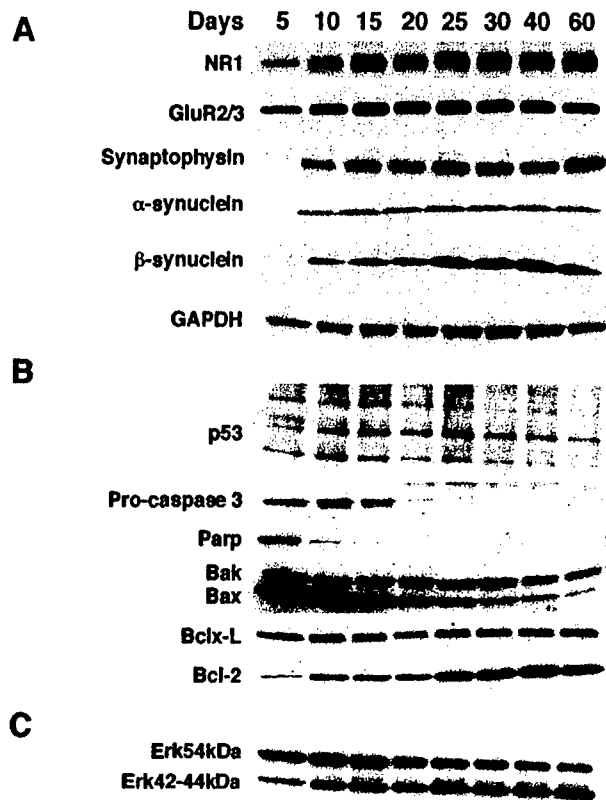 A
Days 5 10 15 20 25 30 40 60
NR1
GluR2/3
Synaptophysin
α-synuclein
β-synuclein
GAPDH
B
p53
Pro-caspase 3
Parp
Bak
Bax
Bclx-L
Bcl-2
C
Erk54kDa
Erk42-44kDa